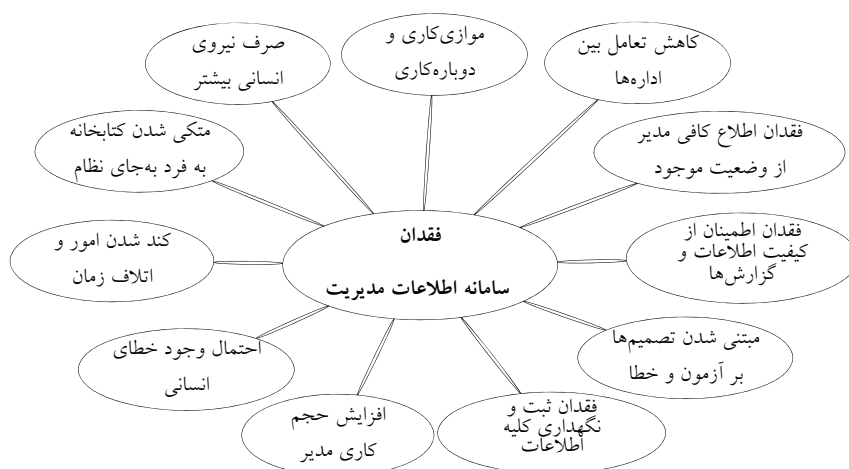 کاهش تعامل بین
اداره‌ها
موازی‌کاری و
دوباره‌کاری
صرف نیروی
انسانی بیشتر
فقدان اطلاع کافی مدیر
از وضعیت موجود
متکی شدن کتابخانه
به فرد به‌جای نظام
فقدان
سامانه اطلاعات مدیریت
فقدان اطمینان از
کیفیت اطلاعات و
گزارش‌ها
کند شدن امور و
اتلاف زمان
مبتنی شدن تصمیم‌ها
بر آزمون و خطا
احتمال وجود خطای
انسانی
فقدان ثبت و
نگهداری کلیه
اطلاعات
افزایش حجم
کاری مدیر